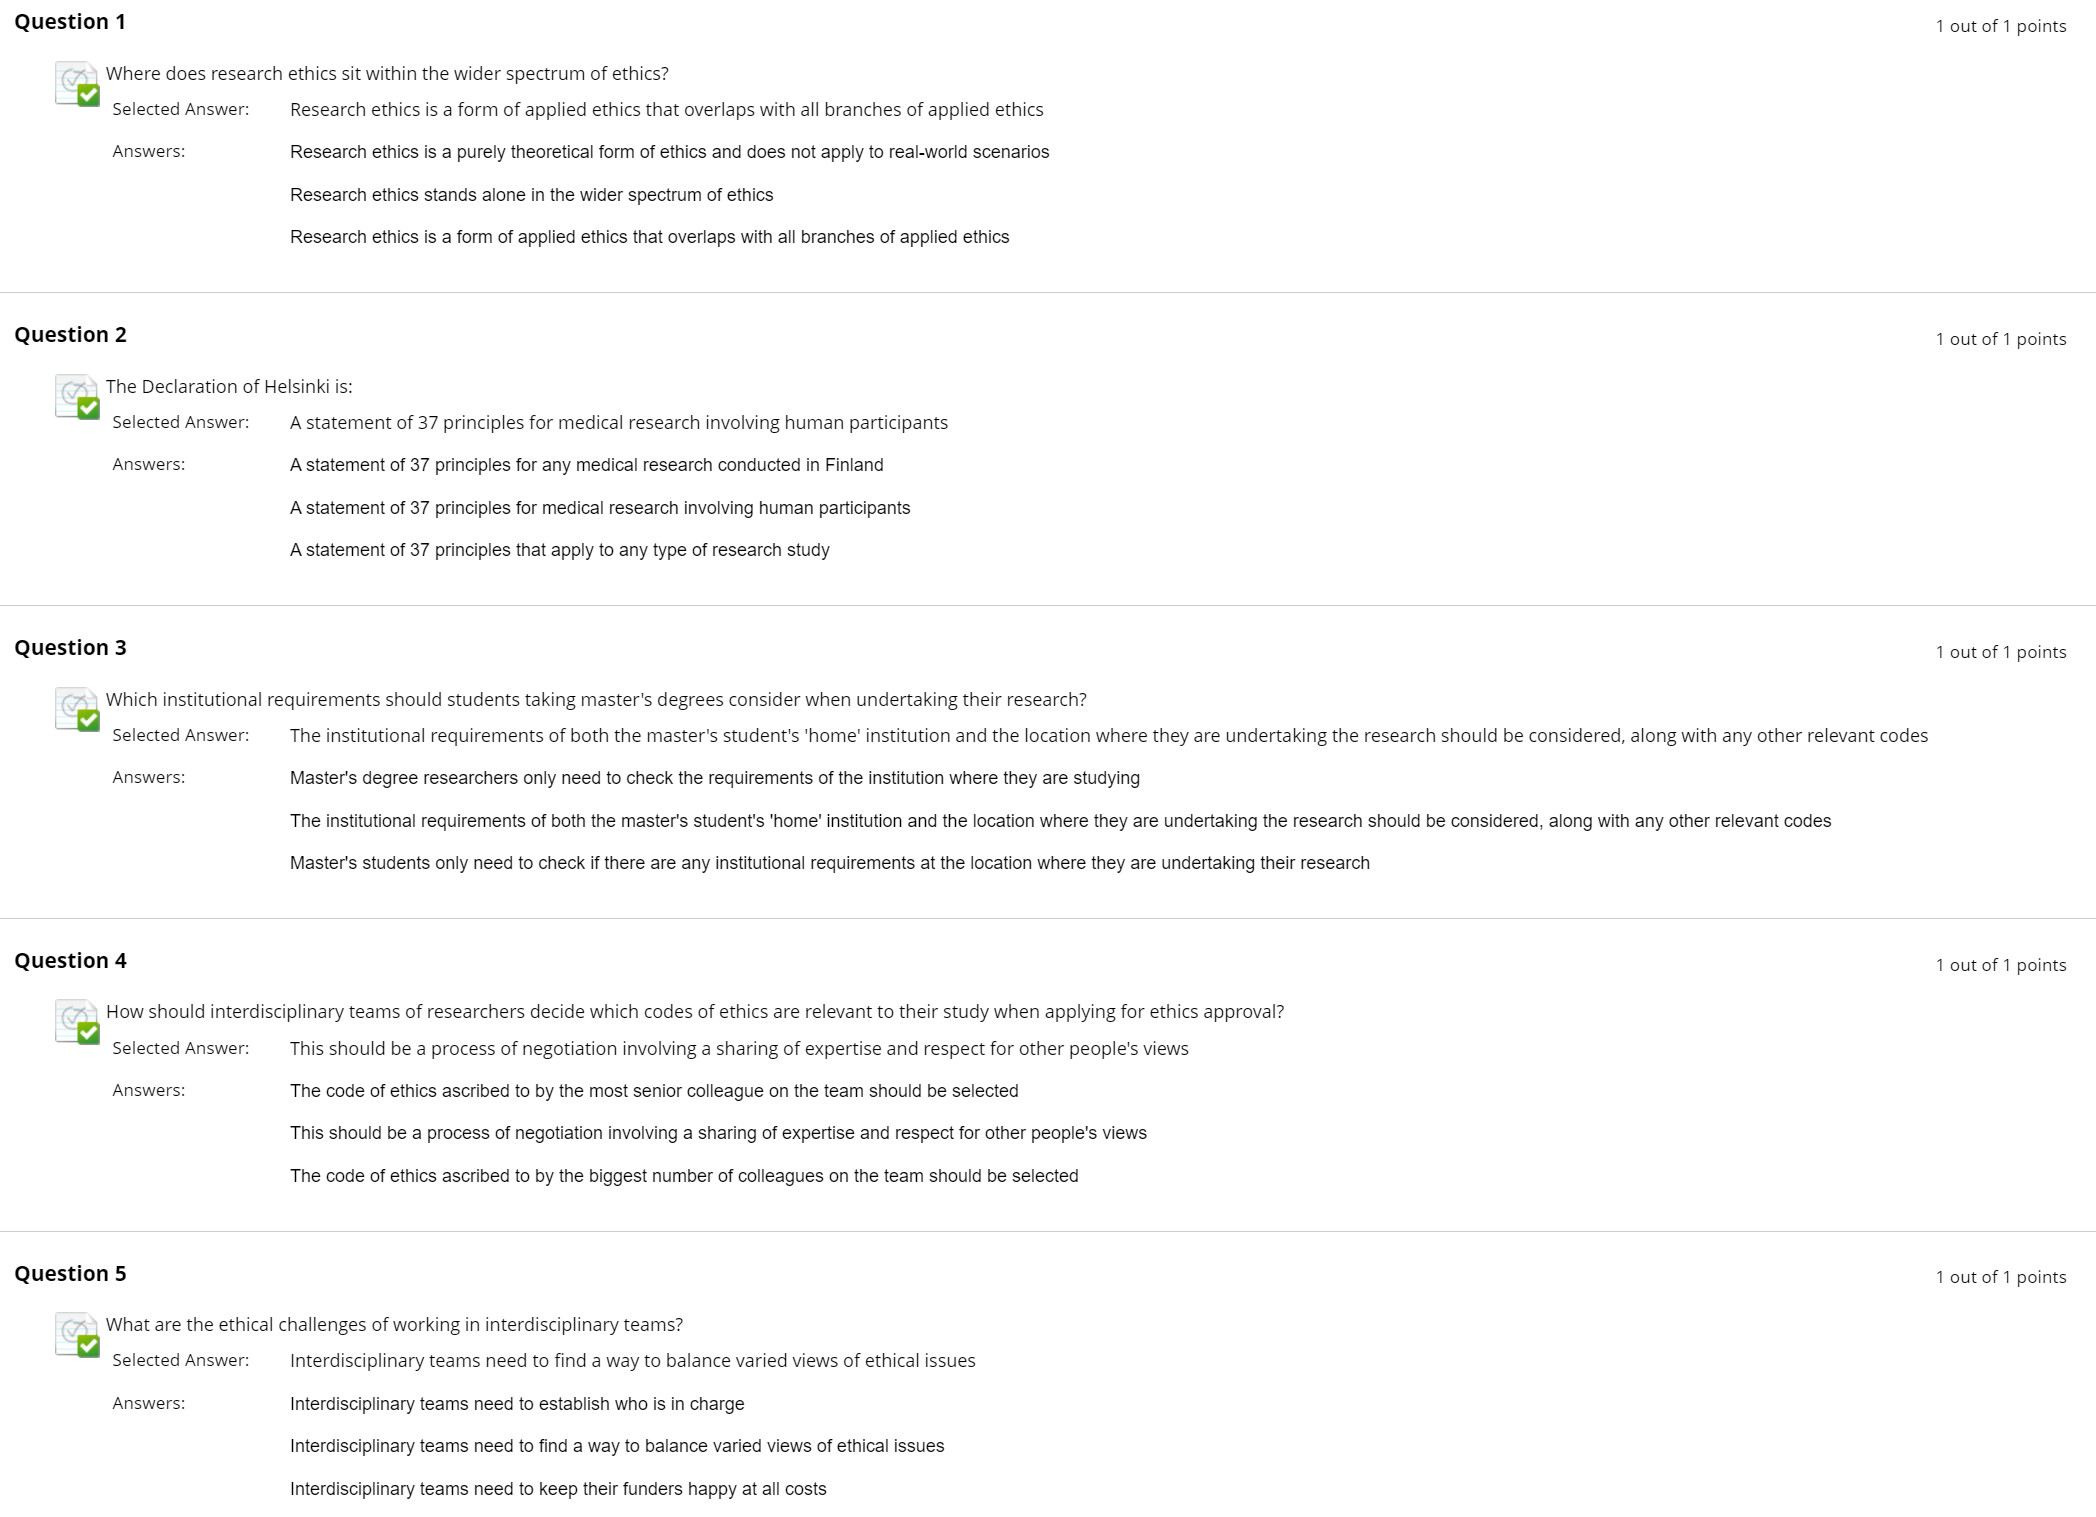 Question 1
1 out of 1 points
Where does research ethics sit within the wider spectrum of ethics?
Selected Answer: Research ethics is a form of applied ethics that overlaps with all branches of applied ethics
Answers: Research ethics is a purely theoretical form of ethics and does not apply to real-world scenarios
Research ethics stands alone in the wider spectrum of ethics
Research ethics is a form of applied ethics that overlaps with all branches of applied ethics
Question 2
1 out of 1 points
The Declaration of Helsinki is:
Selected Answer: A statement of 37 principles for medical research involving human participants
Answers: A statement of 37 principles for any medical research conducted in Finland
A statement of 37 principles for medical research involving human participants
A statement of 37 principles that apply to any type of research study
Question 3
1 out of 1 points
Which institutional requirements should students taking master's degrees consider when undertaking their research?
Selected Answer: The institutional requirements of both the master's student's 'home' institution and the location where they are undertaking the research should be considered, along with any other relevant codes
Answers: Master's degree researchers only need to check the requirements of the institution where they are studying
The institutional requirements of both the master's student's 'home' institution and the location where they are undertaking the research should be considered, along with any other relevant codes
Master's students only need to check if there are any institutional requirements at the location where they are undertaking their research
Question 4
1 out of 1 points
How should interdisciplinary teams of researchers decide which codes of ethics are relevant to their study when applying for ethics approval?
Selected Answer: This should be a process of negotiation involving a sharing of expertise and respect for other people's views
Answers: The code of ethics ascribed to by the most senior colleague on the team should be selected
This should be a process of negotiation involving a sharing of expertise and respect for other people's views
The code of ethics ascribed to by the biggest number of colleagues on the team should be selected
Question 5
1 out of 1 points
What are the ethical challenges of working in interdisciplinary teams?
Selected Answer: Interdisciplinary teams need to find a way to balance varied views of ethical issues
Answers: Interdisciplinary teams need to establish who is in charge
Interdisciplinary teams need to find a way to balance varied views of ethical issues
Interdisciplinary teams need to keep their funders happy at all costs